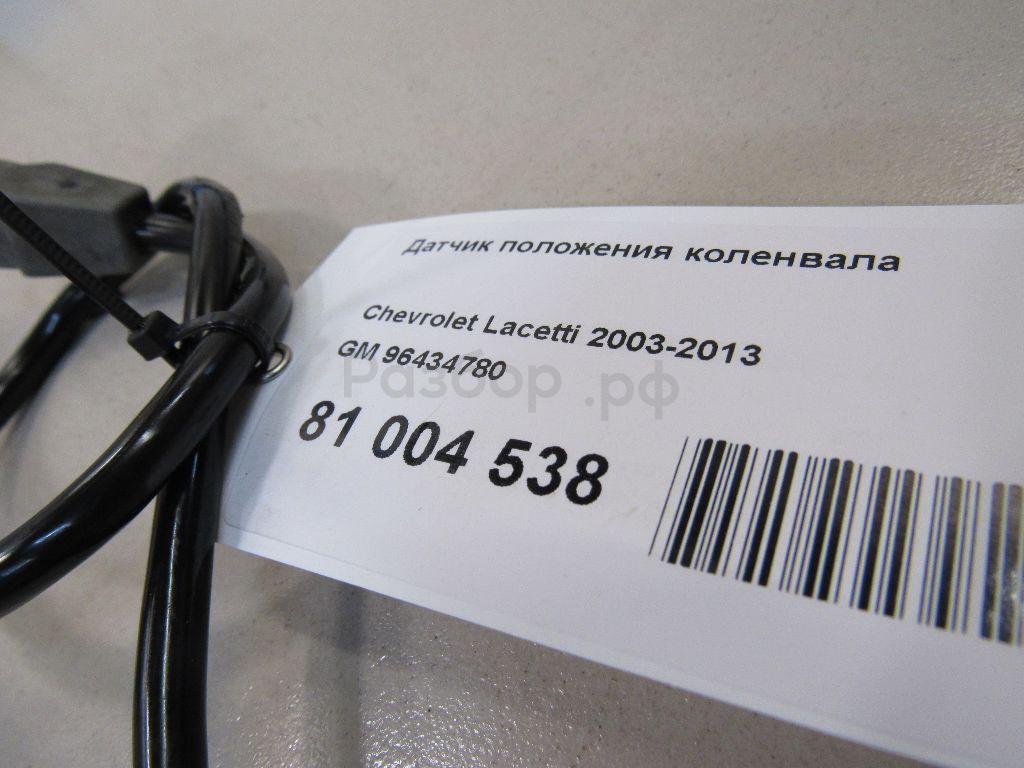 Датчик положения коленвала
Chevrolet Lacetti 2003-2013
GM 96434780
Разбор.рф
81 004 538